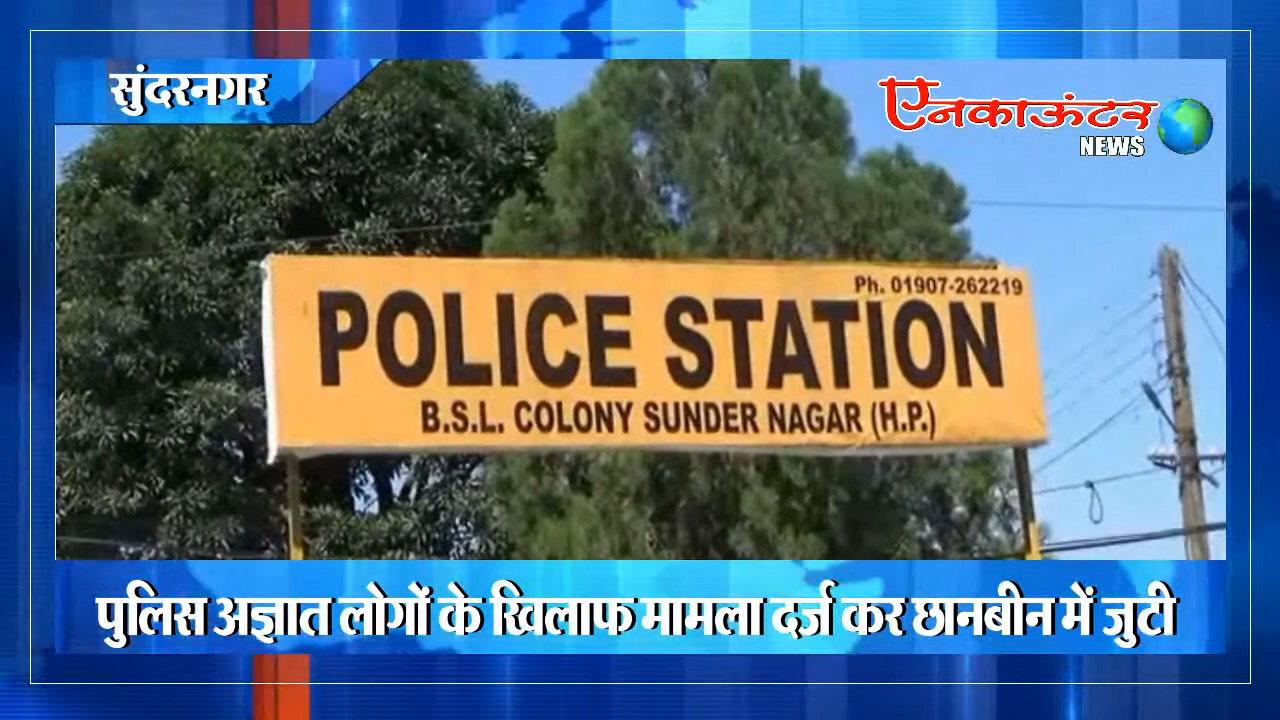 सुंदरनगर
एनकाऊंटर
NEWS
Ph. 01907-262219
POLICE STATION
B.S.L. COLONY SUNDER NAGAR (H.P.)
पुलिस अज्ञात लोगों के खिलाफ मामला दर्ज कर छानबीन में जुटी